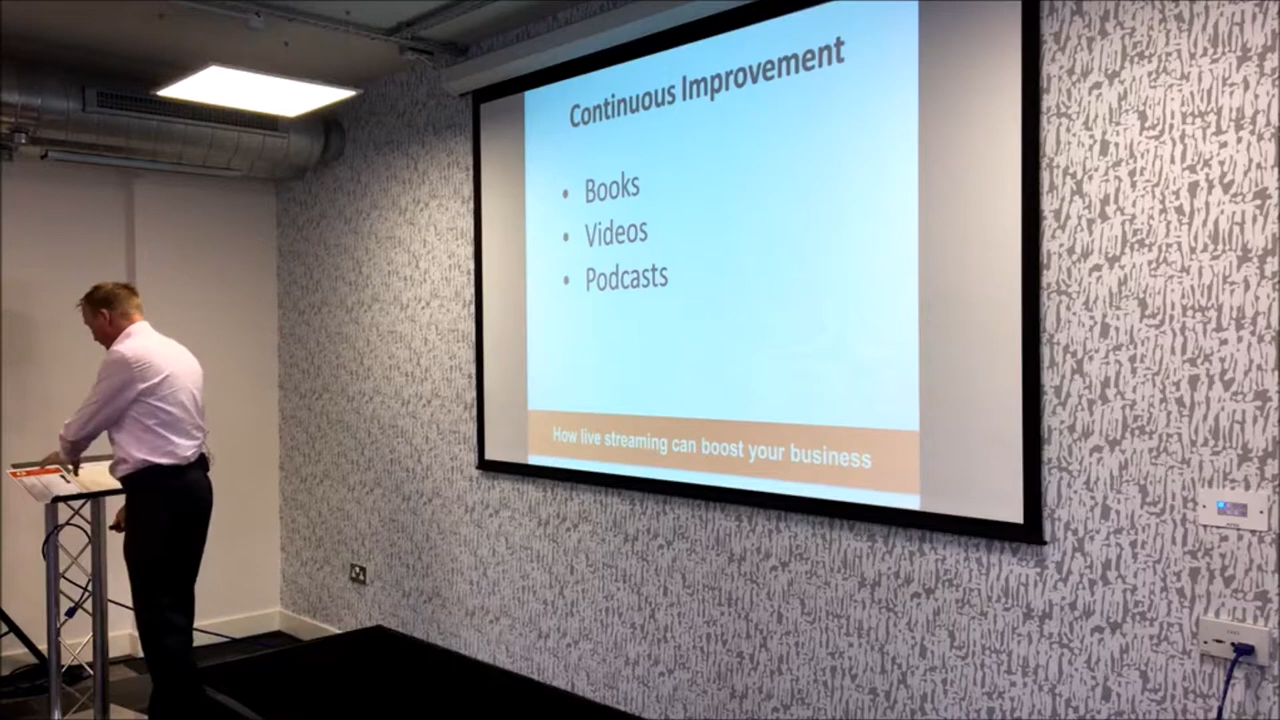 Continuous Improvement
• Books
• Videos
• Podcasts
How live streaming can boost your business